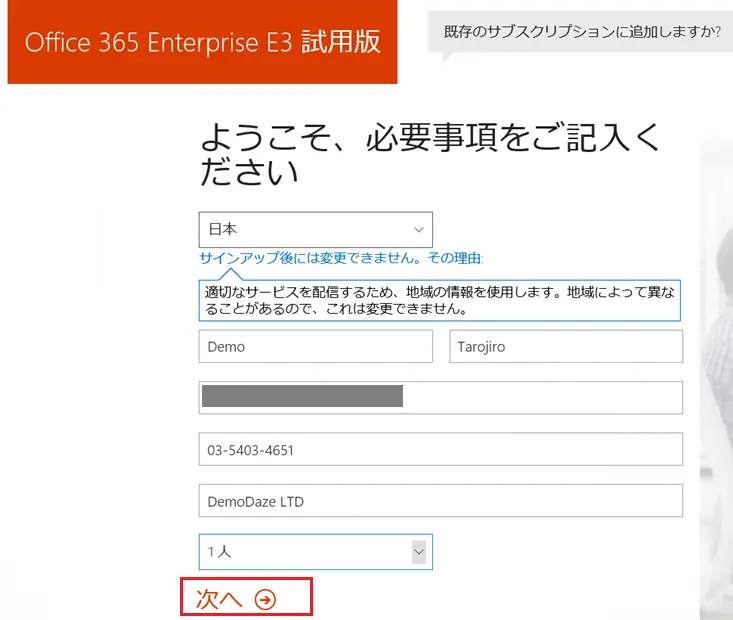 Office 365 Enterprise E3 試用版
既存のサブスクリプションに追加しますか?
ようこそ、必要事項をご記入く
ださい
日本
サインアップ後には変更できません。その理由:
適切なサービスを配信するため、地域の情報を使用します。地域によって異な
ることがあるので、これは変更できません。
Demo
Tarojiro
03-5403-4651
DemoDaze LTD
1 人
次へ